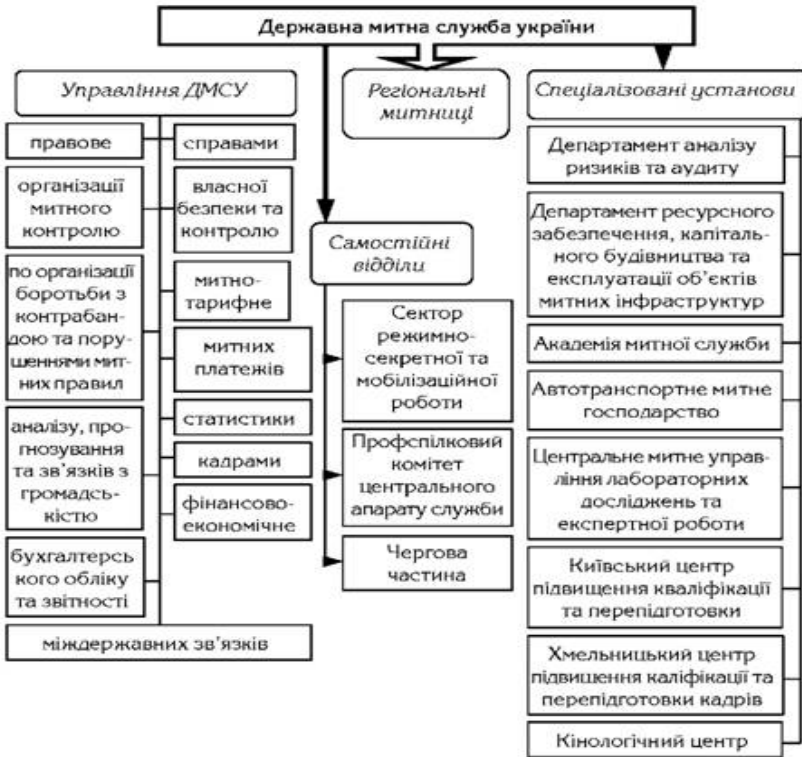 Державна митна служба україни
Управління ДМСУ
правове
справами
організації
митного
контролю
власної
безпеки та
контролю
по організації
боротьби з
контрабан-
дою та пору-
шеннями мит-
них правил
митно-
тарифне
митних
платежів
аналізу, про-
гнозування
та зв’язків з
громадсь-
кістю
статистики
кадрами
фінансово-
економічне
бухгалтерсь
кого обліку
та звітності
міждержавних зв’язків
Регіональні
митниці
Самостійні
відділи
Сектор
режимно-
секретної та
мобілізаційної
роботи
Профспілковий
комітет
центрального
апарату служби
Чергова
частина
Спеціалізовані установи
Департамент аналізу
ризиків та аудиту
Департамент ресурсного
забезпечення, капіталь-
ного будівництва та
експлуатації об’єктів
митних інфраструктур
Академія митної служби
Автотранспортне митне
господарство
Центральне митне управ-
ління лабораторних
досліджень та
експертної роботи
Київський центр
підвищення кваліфікації
та перепідготовки
Хмельницький центр
підвищення каліфікації та
перепідготовки кадрів
Кінологічний центр